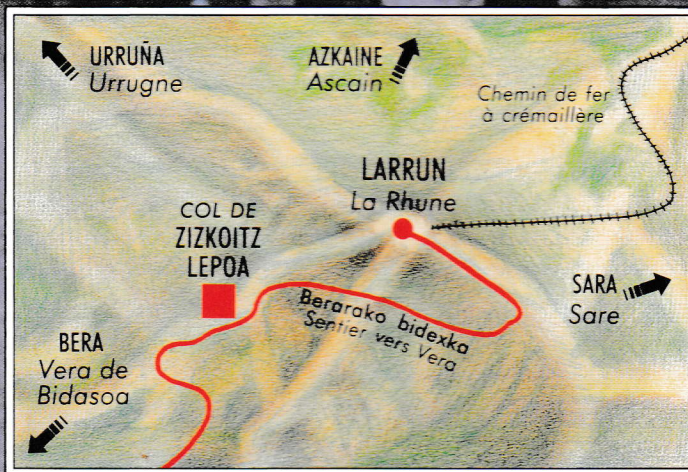 URRUÑA
Urrugne
AZKAINE
Ascain
Chemin de fer
à crémaillère
LARRUN
La Rhune
COL DE
ZIZKOITZ
LEPOA
SARA
Sare
Berarako bidexka
Sentier vers Vera
BERA
Vera de
Bidasoa